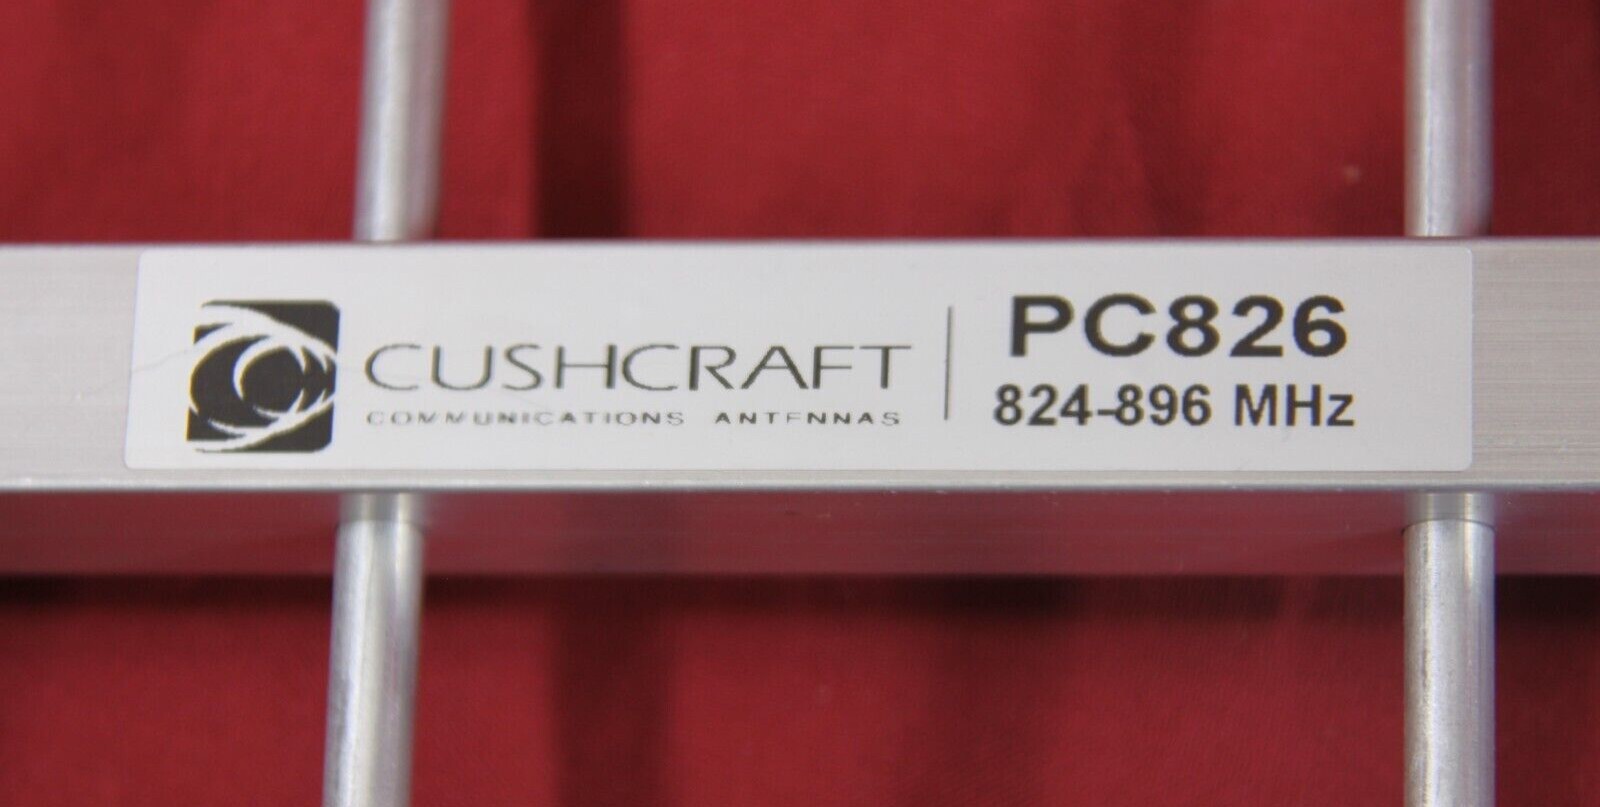 CUSHCRAFT
COMMUNICATIONS ANTENNAS
PC826
824-896 MHz